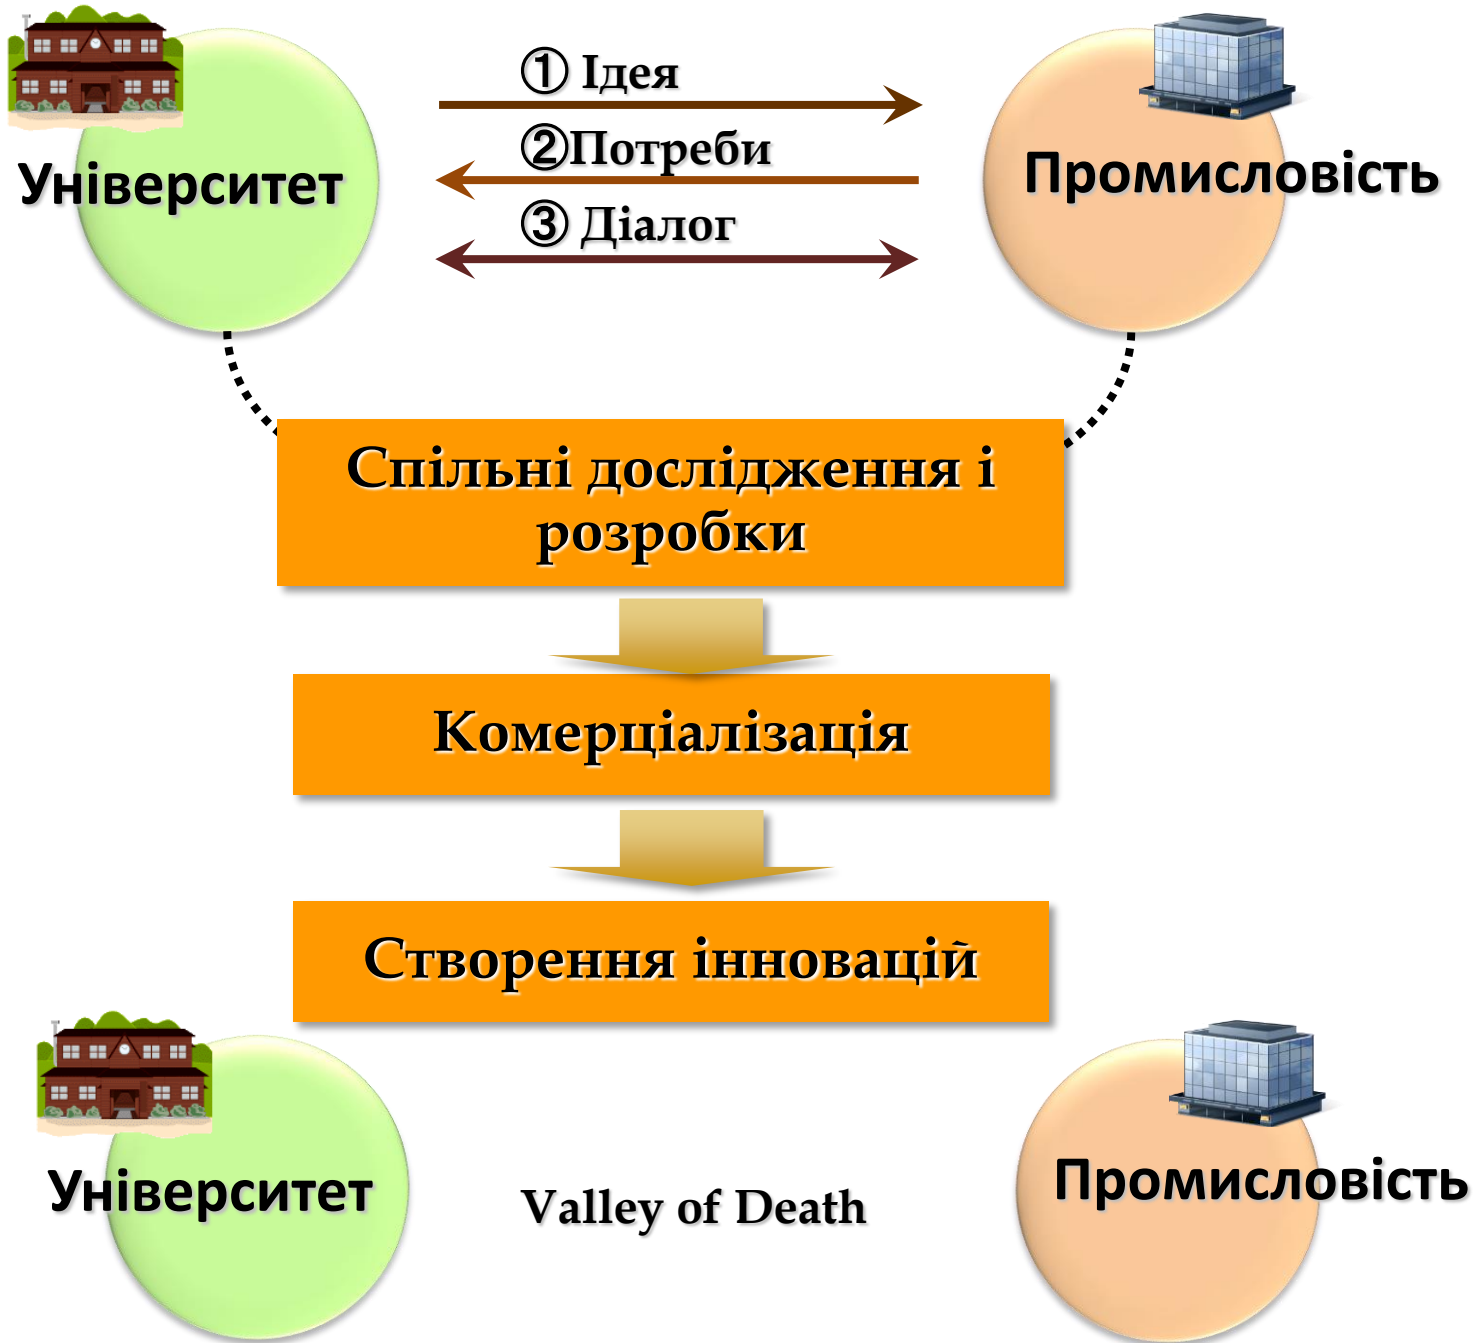 ① Ідея
②Потреби
③ Діалог
Університет
Промисловість
Спільні дослідження і
розробки
Комерціалізація
Створення інновацій
Університет
Valley of Death
Промисловість